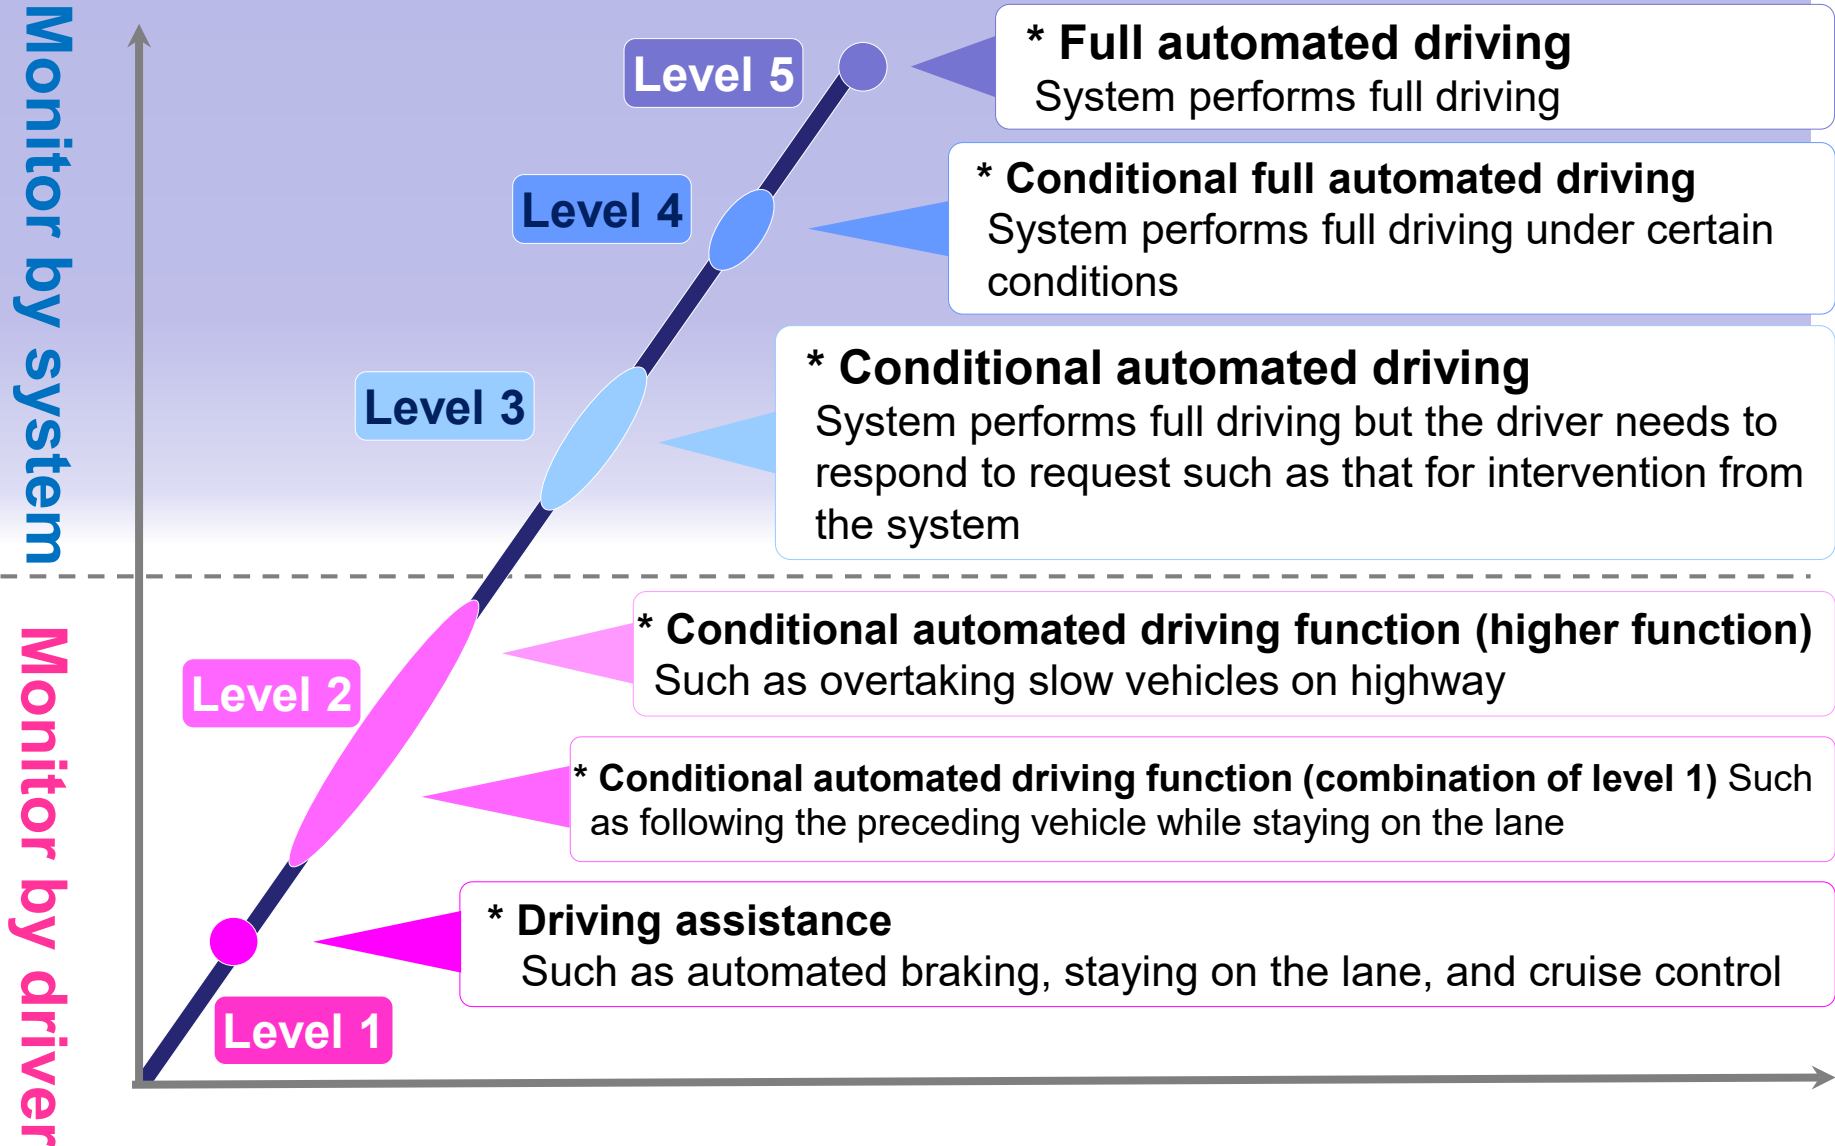 Monitor by system
Level 5
* Full automated driving
System performs full driving
Level 4
* Conditional full automated driving
System performs full driving under certain
conditions
Level 3
* Conditional automated driving
System performs full driving but the driver needs to
respond to request such as that for intervention from
the system
Monitor by driver
Level 2
* Conditional automated driving function (higher function)
Such as overtaking slow vehicles on highway
* Conditional automated driving function (combination of level 1) Such
as following the preceding vehicle while staying on the lane
* Driving assistance
Such as automated braking, staying on the lane, and cruise control
Level 1